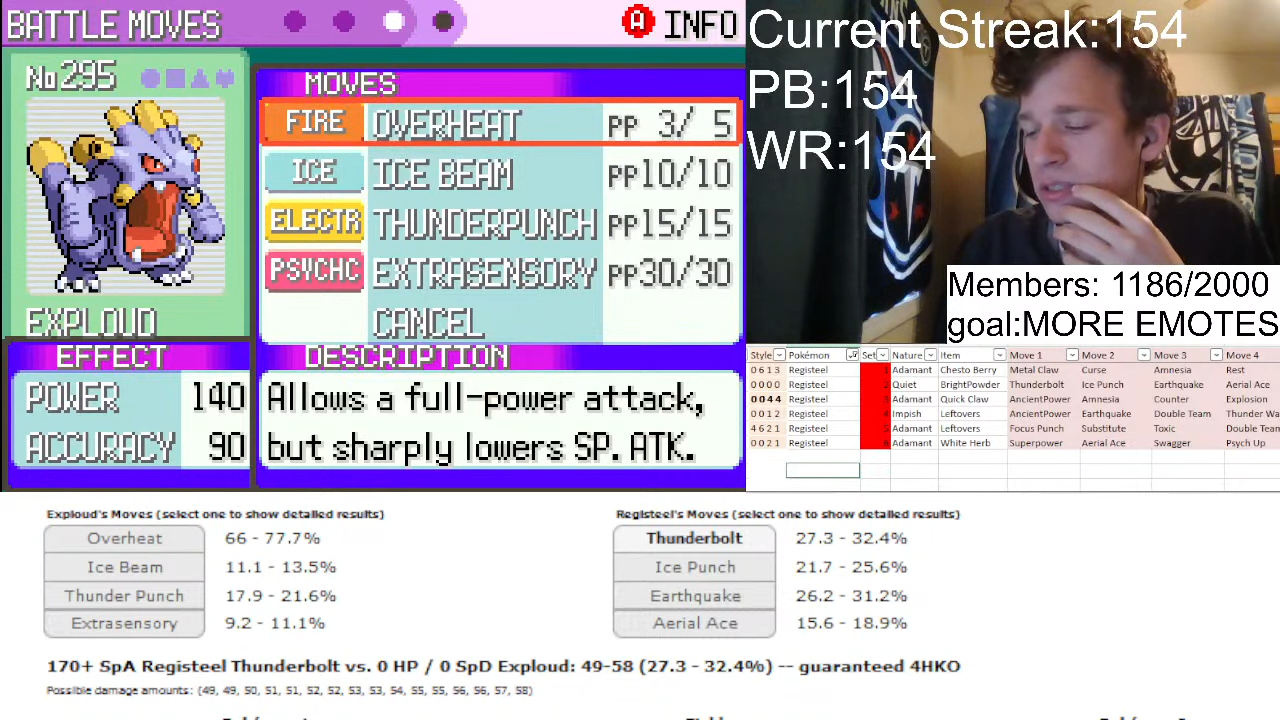 BATTLE MOVES
A INFO
No295
EXPLOUD
MOVES
FIRE OVERHEAT PP 3/ 5
ICE ICE BEAM PP10/10
ELECTR THUNDERPUNCH PP15/15
PSYCHC EXTRASENSORY PP30/30
CANCEL
EFFECT
POWER 140
ACCURACY 90
DESCRIPTION
Allows a full-power attack,
but sharply lowers SP. ATK.
Current Streak:154
PB:154
WR:154
Members: 1186/2000
goal:MORE EMOTES
Style Pokémon Set Nature Item Move 1 Move 2 Move 3 Move 4
0613 Registeel 1 Adamant Chesto Berry Metal Claw Curse Amnesia Rest
0000 Registeel 2 Quiet BrightPowder Thunderbolt Ice Punch Earthquake Aerial Ace
0044 Registeel 3 Adamant Quick Claw AncientPower Amnesia Counter Explosion
0012 Registeel 4 Impish Leftovers AncientPower Earthquake Double Team Thunder Wa
4621 Registeel 5 Adamant Leftovers Focus Punch Substitute Toxic Double Team
0021 Registeel 6 Adamant White Herb Superpower Aerial Ace Swagger Psych Up
Exploud's Moves (select one to show detailed results)
Overheat 66 - 77.7%
Ice Beam 11.1 - 13.5%
Thunder Punch 17.9 - 21.6%
Extrasensory 9.2 - 11.1%
Registeel's Moves (select one to show detailed results)
Thunderbolt 27.3 - 32.4%
Ice Punch 21.7 - 25.6%
Earthquake 26.2 - 31.2%
Aerial Ace 15.6 - 18.9%
170+ SpA Registeel Thunderbolt vs. 0 HP / 0 SpD Exploud: 49-58 (27.3 - 32.4%) -- guaranteed 4HKO
Possible damage amounts: (49, 49, 50, 51, 51, 52, 52, 53, 53, 54, 55, 55, 56, 56, 57, 58)